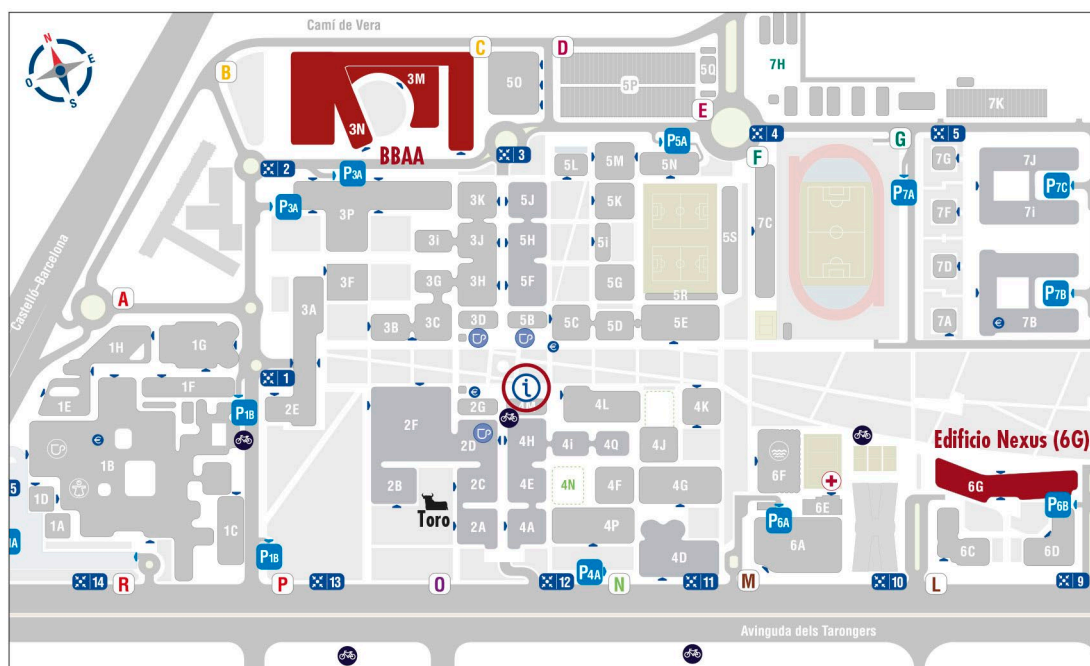 Camí de Vera
N
E
S
O
B
C
D
3M
3N
BBAA
5O
5P
5Q
E
7H
7K
4
G
5
2
P3A
3
P5A
F
5L
5M
5N
7G
7J
P7C
7i
P3A
3P
3K
5J
5K
7C
P7A
7F
3i
3J
5H
5i
5S
Castelló–Barcelona
3F
3G
3H
5F
5G
7D
P7B
A
3A
5R
3B
3C
3D
5B
5C
5D
5E
7A
€
7B
1H
1G
€
1
i
1E
1F
P1B
2E
2F
€
2G
4L
4K
2D
4H
4i
4Q
4J
Edificio Nexus (6G)
1B
€
6F
2B
2C
4E
4N
4F
4G
6G
1D
Toro
6E
P6B
1A
1C
2A
4A
4P
P6A
6A
6C
6D
P1B
4D
14
R
P
13
O
12
P4A
N
11
M
10
L
9
Avinguda dels Tarongers